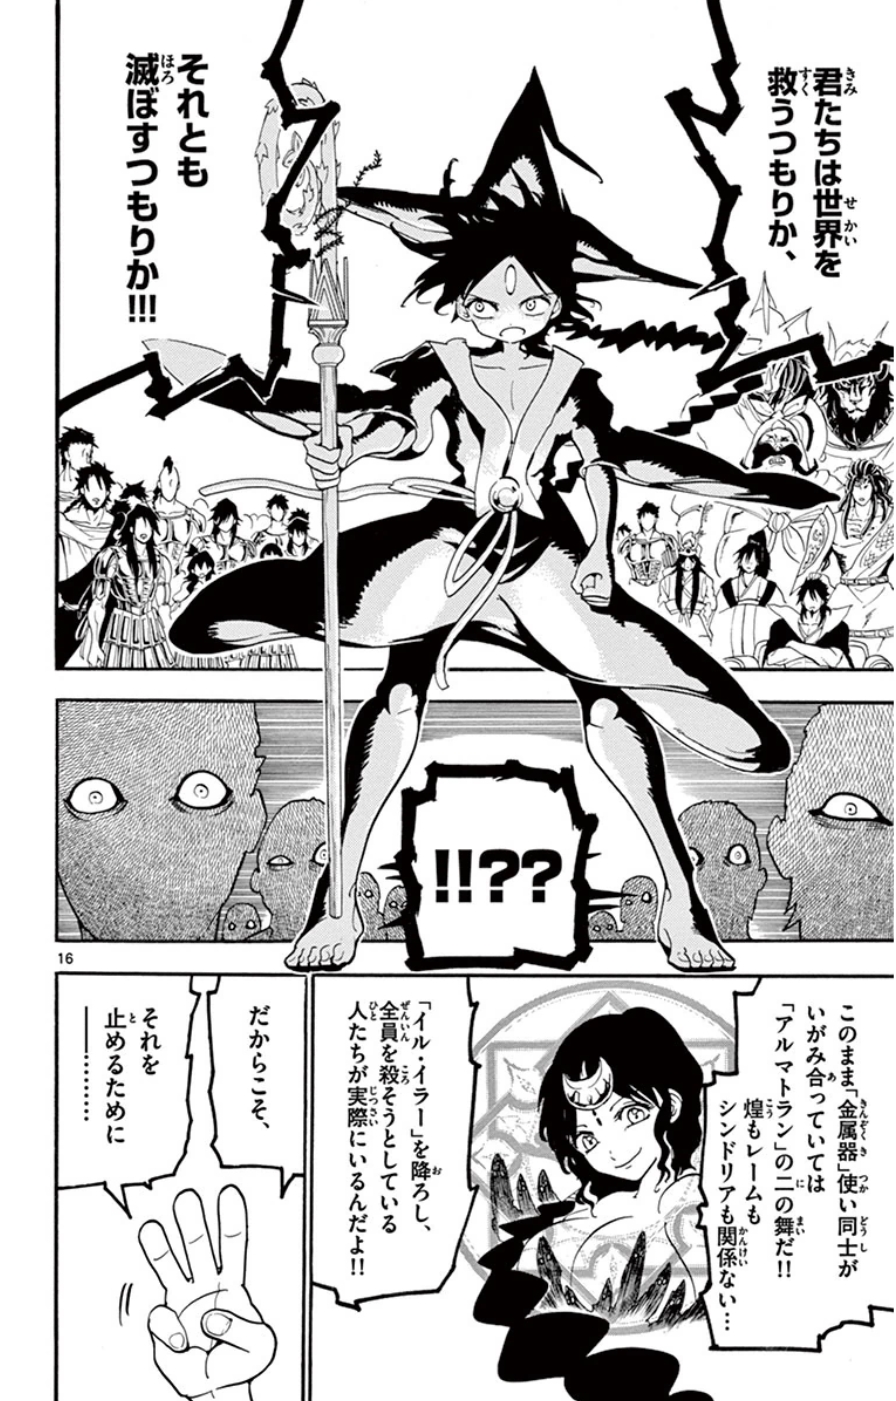 君たちは世界を
救うつもりか、
それとも
滅ぼすつもりか!!!
!!??
16
このまま「金属器」使い同士が
いがみ合っていては
「アルマトラン」の二の舞だ!!
煌もレームも
シンドリアも関係ない…
「イル・イラー」を降ろし、
全員を殺そうとしている
人たちが実際にいるんだよ!!
だからこそ、
それを
止めるために
―――………